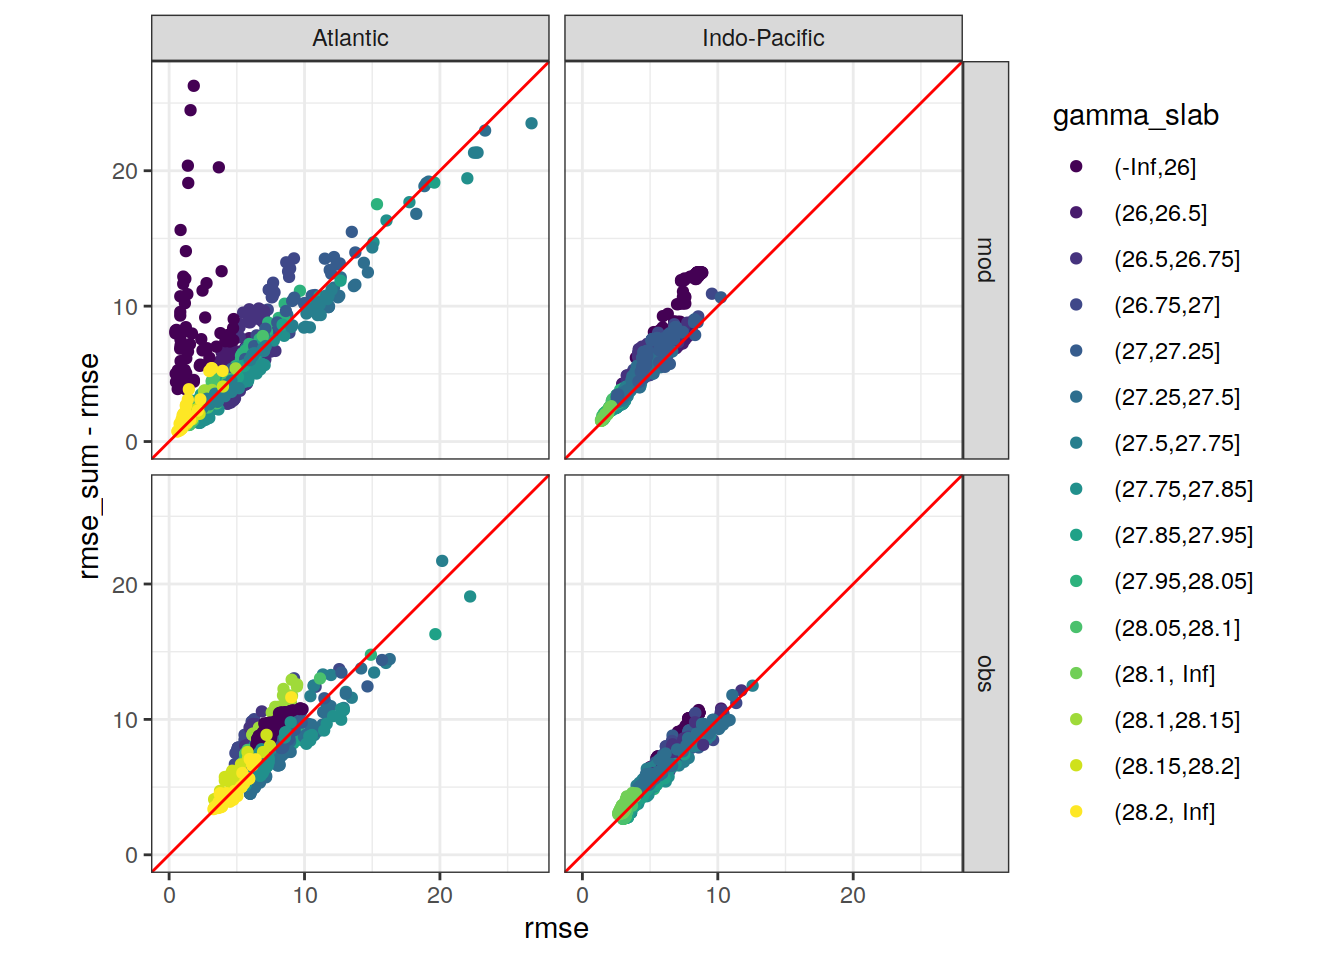 Atlantic
Indo-Pacific
mod
obs
20
10
0
20
10
0
0
10
20
0
10
20
rmse_sum - rmse
rmse
gamma_slab
(-Inf,26]
(26,26.5]
(26.5,26.75]
(26.75,27]
(27,27.25]
(27.25,27.5]
(27.5,27.75]
(27.75,27.85]
(27.85,27.95]
(27.95,28.05]
(28.05,28.1]
(28.1, Inf]
(28.1,28.15]
(28.15,28.2]
(28.2, Inf]